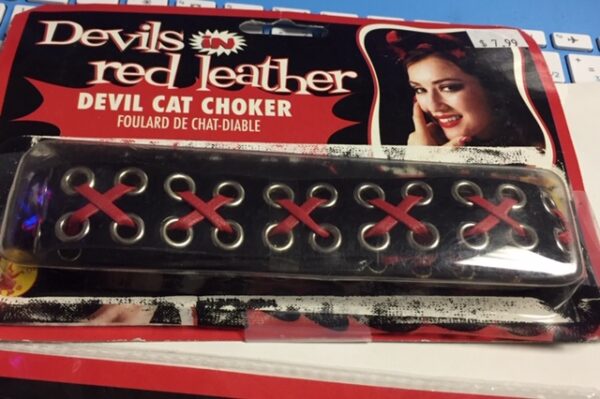 Devils IN
red leather
DEVIL CAT CHOKER
FOULARD DE CHAT-DIABLE
$ 7.99